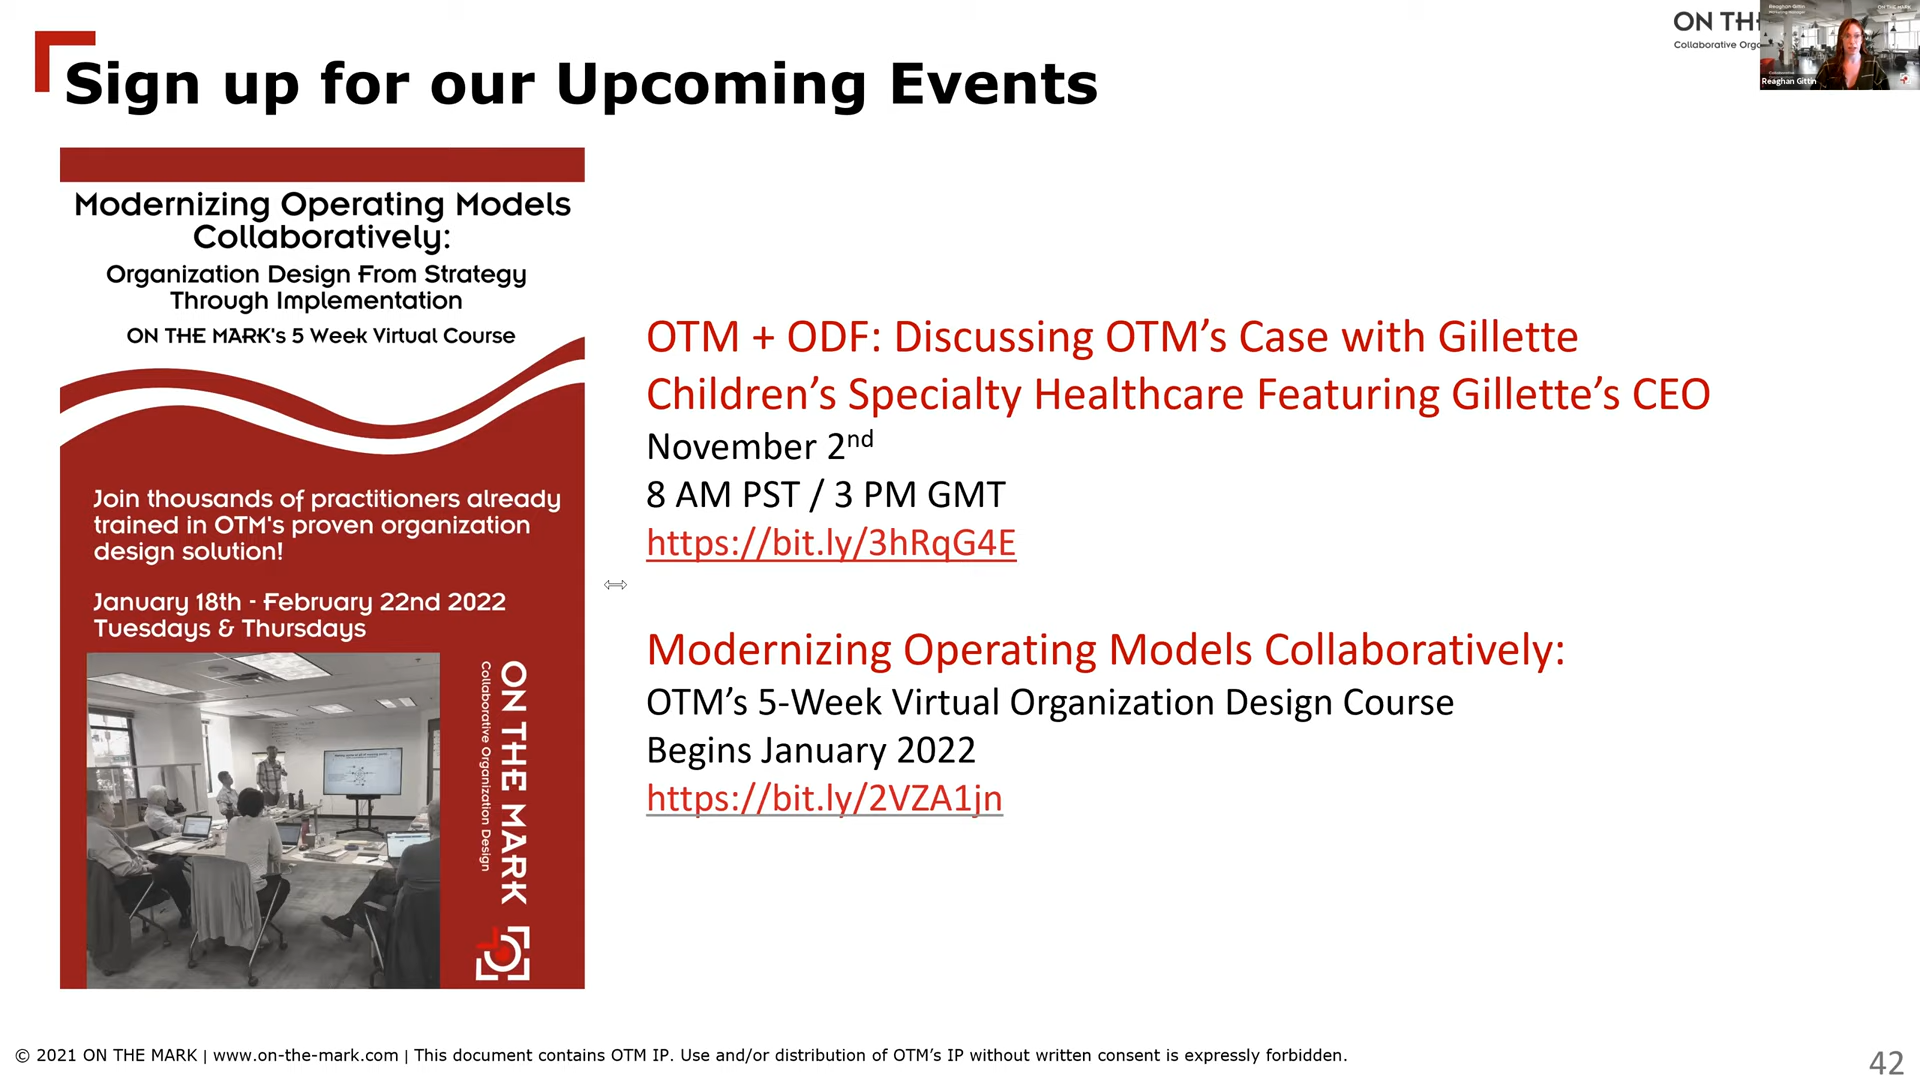 Sign up for our Upcoming Events
ON TH
Collaborative Orga
Reaghan Gittin
Reaghan Gittin
Modernizing Operating Models
Collaboratively:
Organization Design From Strategy
Through Implementation
ON THE MARK's 5 Week Virtual Course
Join thousands of practitioners already
trained in OTM's proven organization
design solution!
January 18th - February 22nd 2022
Tuesdays & Thursdays
ON THE MARK
Collaborative Organization Design
OTM + ODF: Discussing OTM’s Case with Gillette
Children’s Specialty Healthcare Featuring Gillette’s CEO
November 2nd
8 AM PST / 3 PM GMT
https://bit.ly/3hRqG4E
Modernizing Operating Models Collaboratively:
OTM’s 5-Week Virtual Organization Design Course
Begins January 2022
https://bit.ly/2VZA1jn
© 2021 ON THE MARK | www.on-the-mark.com | This document contains OTM IP. Use and/or distribution of OTM’s IP without written consent is expressly forbidden.
42